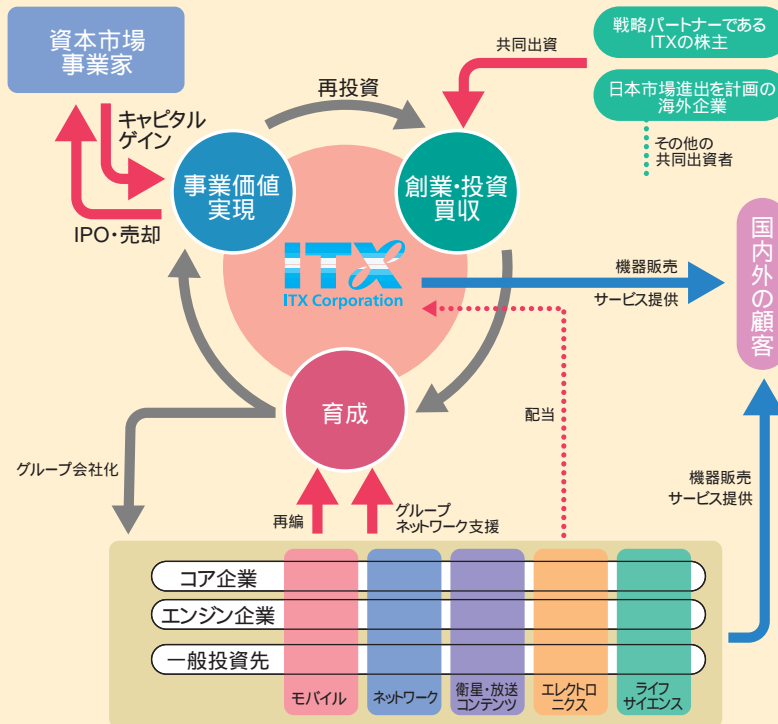 資本市場
事業家
戦略パートナーである
ITXの株主
共同出資
日本市場進出を計画の
海外企業
再投資
キャピタル
ゲイン
その他の
共同出資者
事業価値
実現
創業・投資
買収
IPO・売却
ITX
ITX Corporation
機器販売
サービス提供
国内外の顧客
育成
配当
グループ会社化
再編
グループ
ネットワーク支援
機器販売
サービス提供
コア企業
エンジン企業
一般投資先
モバイル
ネットワーク
衛星・放送
コンテンツ
エレクトロ
ニクス
ライフ
サイエンス